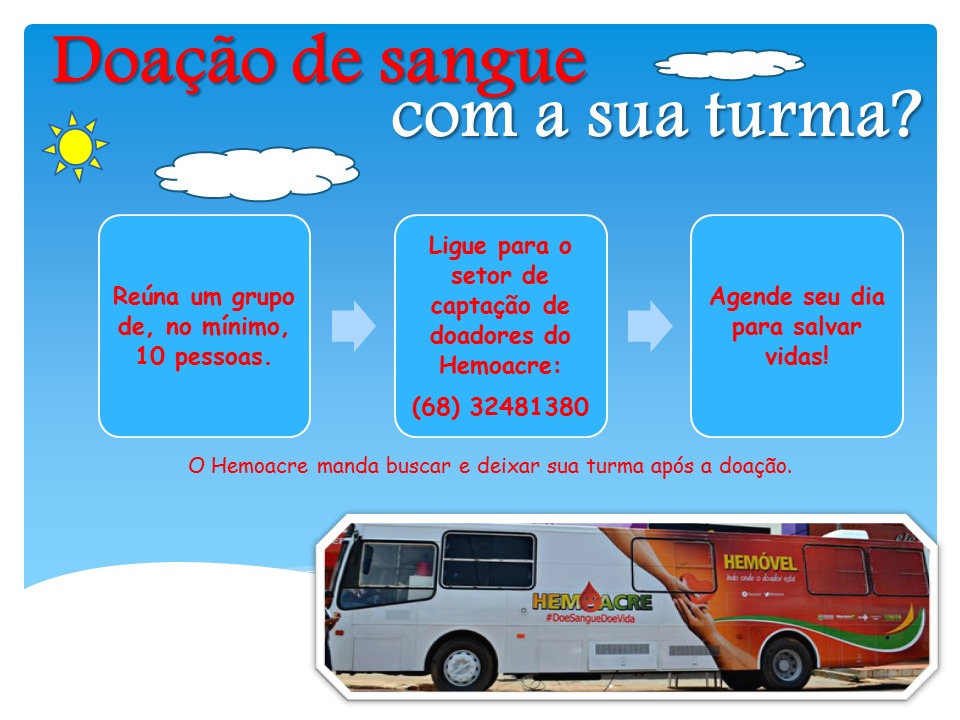 Doação de sangue
com a sua turma?
Reúna um grupo
de, no mínimo,
10 pessoas.
Ligue para o
setor de
captação de
doadores do
Hemoacre:
(68) 32481380
Agende seu dia
para salvar
vidas!
O Hemoacre manda buscar e deixar sua turma após a doação.
HEMÓVEL
Indo onde o doador está!
HEMOACRE
#DoeSangueDoeVida